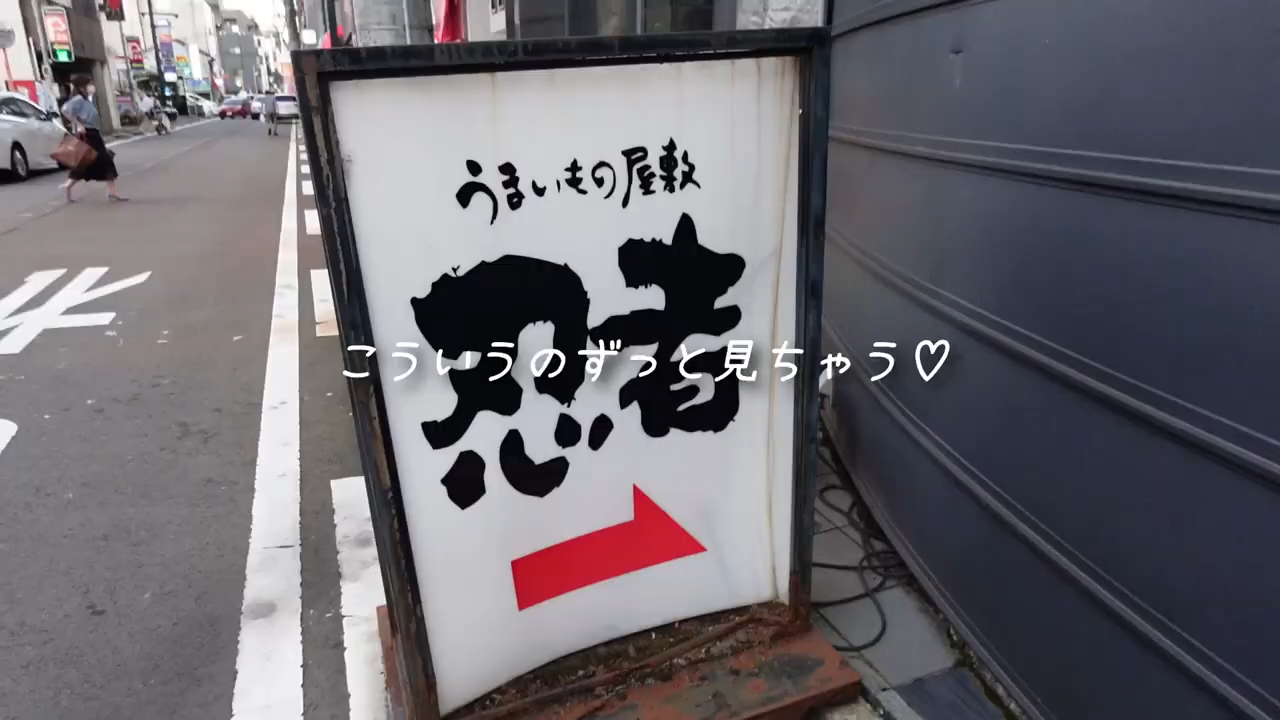 うまいもの屋敷
忍者
こういうのずっと見ちゃう♡